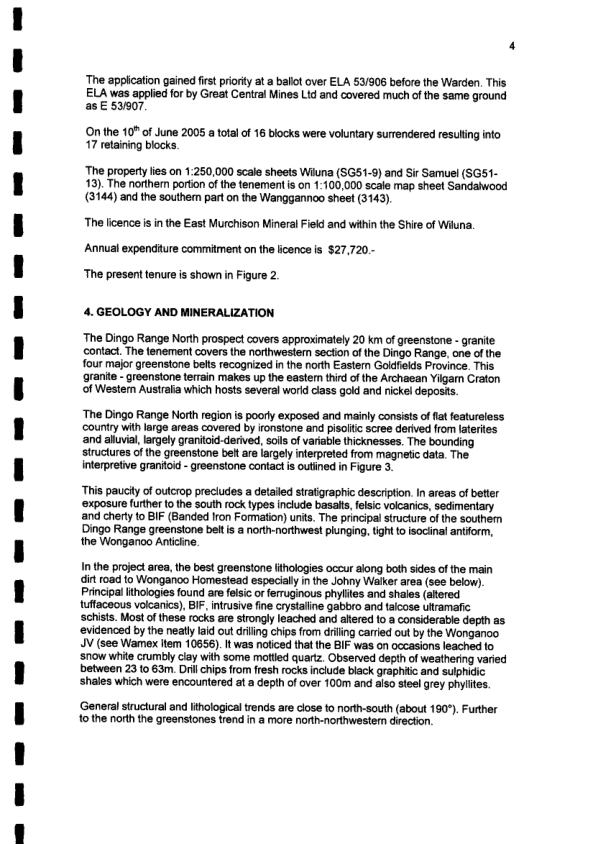 4
The application gained first priority at a ballot over ELA 53/906 before the Warden. This
ELA was applied for by Great Central Mines Ltd and covered much of the same ground
as E 53/907.
On the 10th of June 2005 a total of 16 blocks were voluntary surrendered resulting into
17 retaining blocks.
The property lies on 1:250,000 scale sheets Wiluna (SG51-9) and Sir Samuel (SG51-
13). The northern portion of the tenement is on 1:100,000 scale map sheet Sandalwood
(3144) and the southern part on the Wanggannoo sheet (3143).
The licence is in the East Murchison Mineral Field and within the Shire of Wiluna.
Annual expenditure commitment on the licence is $27,720.-
The present tenure is shown in Figure 2.
4. GEOLOGY AND MINERALIZATION
The Dingo Range North prospect covers approximately 20 km of greenstone - granite
contact. The tenement covers the northwestern section of the Dingo Range, one of the
four major greenstone belts recognized in the north Eastern Goldfields Province. This
granite - greenstone terrain makes up the eastern third of the Archaean Yilgarn Craton
of Western Australia which hosts several world class gold and nickel deposits.
The Dingo Range North region is poorly exposed and mainly consists of flat featureless
country with large areas covered by ironstone and pisolitic scree derived from laterites
and alluvial, largely granitoid-derived, soils of variable thicknesses. The bounding
structures of the greenstone belt are largely interpreted from magnetic data. The
interpretive granitoid - greenstone contact is outlined in Figure 3.
This paucity of outcrop precludes a detailed stratigraphic description. In areas of better
exposure further to the south rock types include basalts, felsic volcanics, sedimentary
and cherty to BIF (Banded Iron Formation) units. The principal structure of the southern
Dingo Range greenstone belt is a north-northwest plunging, tight to isoclinal antiform,
the Wonganoo Anticline.
In the project area, the best greenstone lithologies occur along both sides of the main
dirt road to Wonganoo Homestead especially in the Johny Walker area (see below).
Principal lithologies found are felsic or ferruginous phyllites and shales (altered
tuffaceous volcanics), BIF, intrusive fine crystalline gabbro and talcose ultramafic
schists. Most of these rocks are strongly leached and altered to a considerable depth as
evidenced by the neatly laid out drilling chips from drilling carried out by the Wonganoo
JV (see Wamex item 10656). It was noticed that the BIF was on occasions leached to
snow white crumbly clay with some mottled quartz. Observed depth of weathering varied
between 23 to 63m. Drill chips from fresh rocks include black graphitic and sulphidic
shales which were encountered at a depth of over 100m and also steel grey phyllites.
General structural and lithological trends are close to north-south (about 190°). Further
to the north the greenstones trend in a more north-northwestern direction.